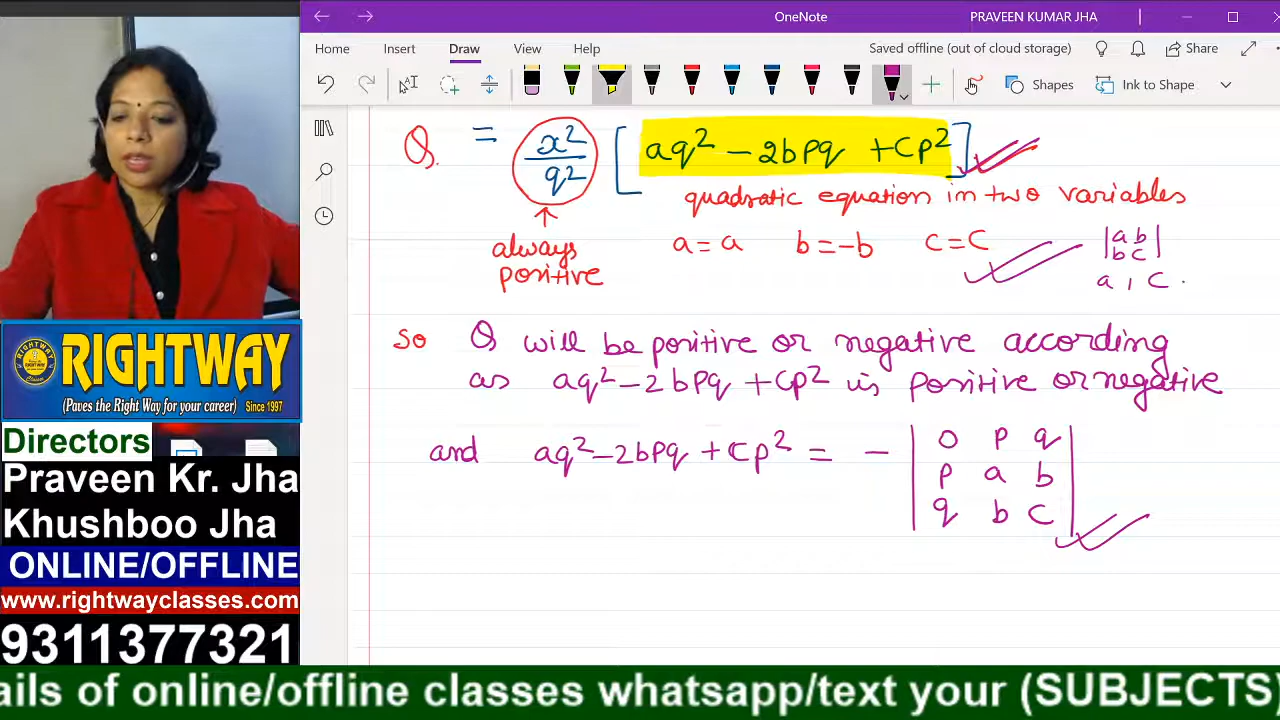 OneNote
PRAVEEN KUMAR JHA
Home Insert Draw View Help
Saved offline (out of cloud storage)
Share
Shapes
Ink to Shape
Q = x²/q² [aq² – 2bpq + cp²]
quadratic equation in two variables
always
positive
a = a b = -b c = c
|a b|
|b c|
a , c .
So Q will be positive or negative according
as aq² – 2bpq + cp² is positive or negative
and aq² – 2bpq + cp² = – |0 p q|
|p a b|
|q b c|
RIGHTWAY
(Paves the Right Way for your career) Since 1997
Directors
Praveen Kr. Jha
Khushboo Jha
ONLINE/OFFLINE
www.rightwayclasses.com
9311377321
ails of online/offline classes whatsapp/text your (SUBJECTS)